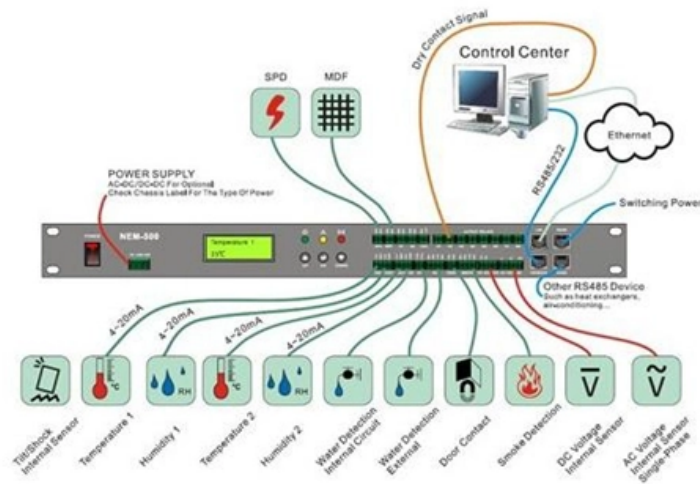 Dry Contact Signal
Control Center
SPD
MDF
Ethernet
RS485/232
POWER SUPPLY
AC-DC/DC-DC For Optional
Check Chassis Label For The Type Of Power
Switching Power
NEM-500
POWER
Temperature 1
Other RS485 Device
Such as heat exchangers,
airconditioning...
4~20mA
4~20mA
4~20mA
4~20mA
°C
RH
°C
RH
V
V
Tilt/Shock
Internal Sensor
Temperature 1
Humidity 1
Temperature 2
Humidity 2
Water Detection
Internal Circuit
Water Detection
External
Door Contact
Smoke Detection
DC Voltage
Internal Sensor
AC Voltage
Internal Sensor
Single-Phase